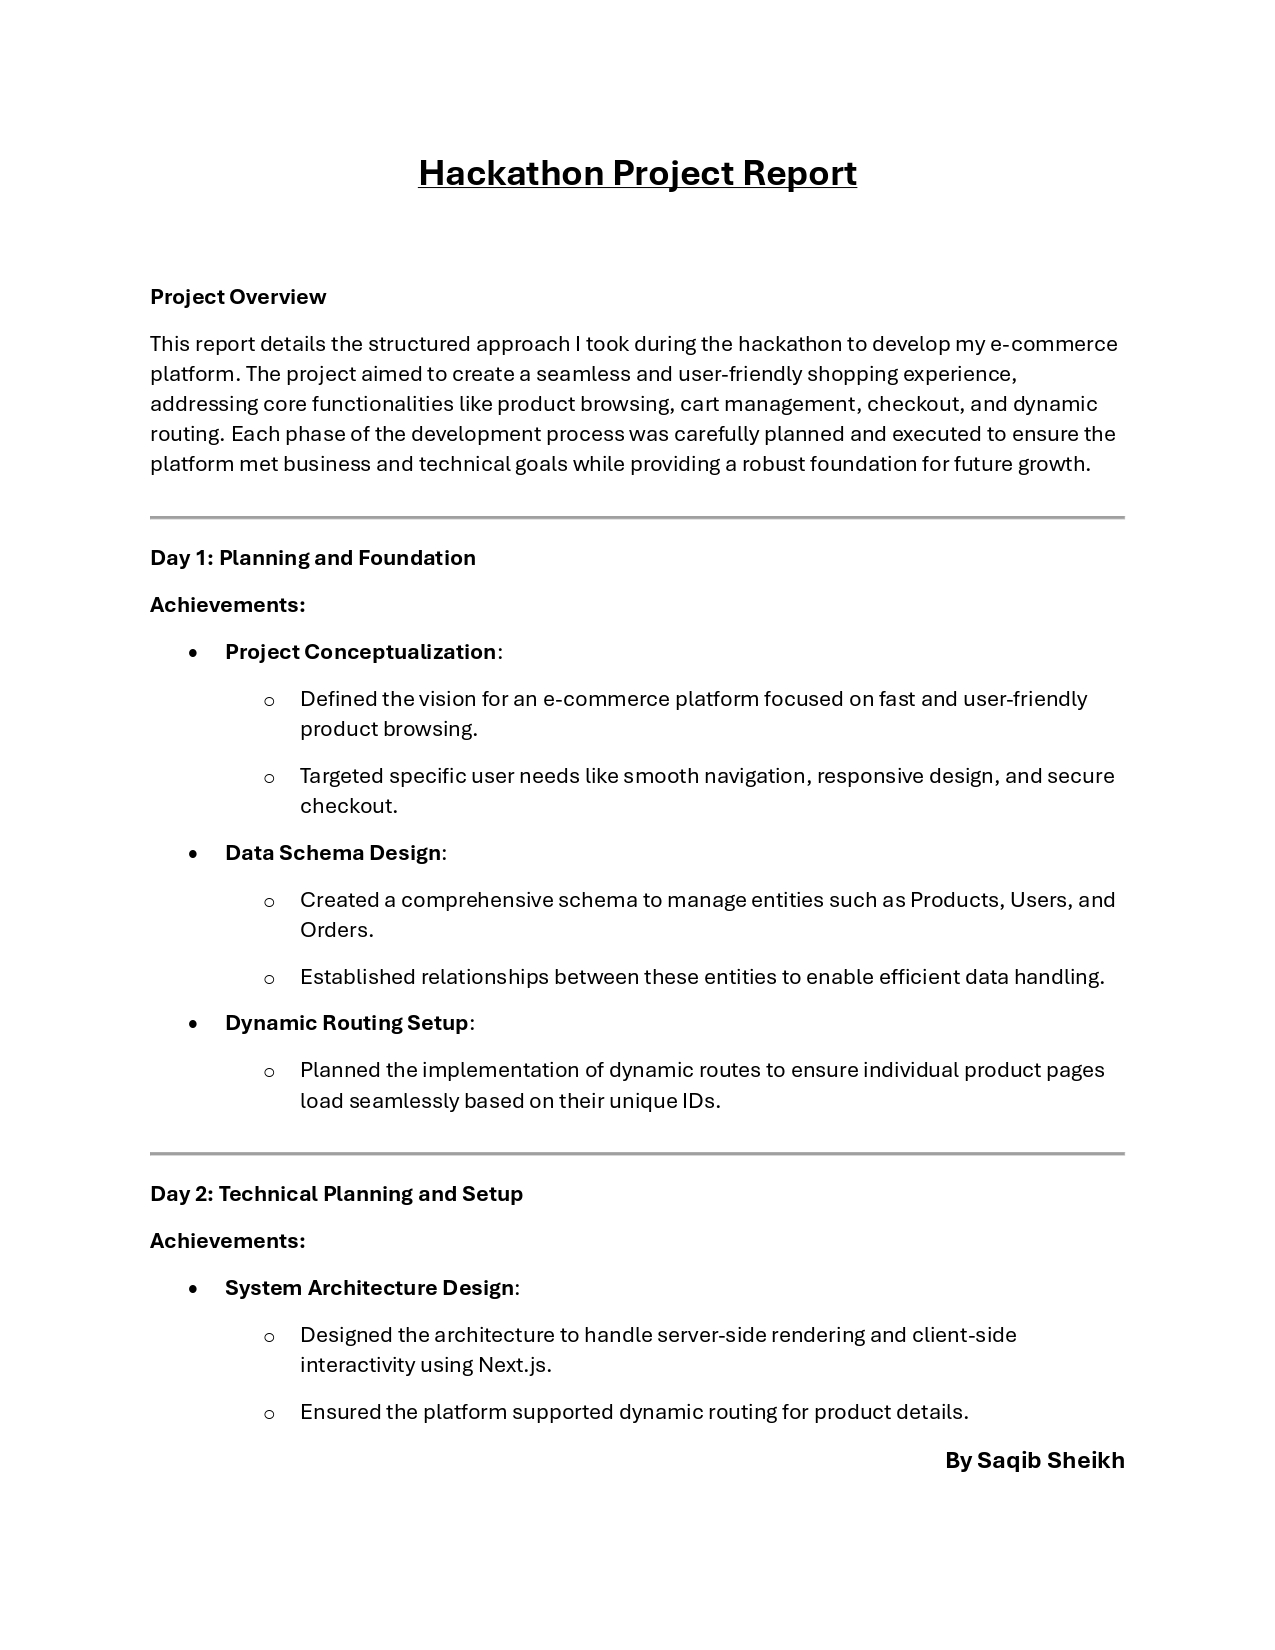 Hackathon Project Report
Project Overview
This report details the structured approach I took during the hackathon to develop my e-commerce
platform. The project aimed to create a seamless and user-friendly shopping experience,
addressing core functionalities like product browsing, cart management, checkout, and dynamic
routing. Each phase of the development process was carefully planned and executed to ensure the
platform met business and technical goals while providing a robust foundation for future growth.
Day 1: Planning and Foundation
Achievements:
• Project Conceptualization:
o Defined the vision for an e-commerce platform focused on fast and user-friendly
product browsing.
o Targeted specific user needs like smooth navigation, responsive design, and secure
checkout.
• Data Schema Design:
o Created a comprehensive schema to manage entities such as Products, Users, and
Orders.
o Established relationships between these entities to enable efficient data handling.
• Dynamic Routing Setup:
o Planned the implementation of dynamic routes to ensure individual product pages
load seamlessly based on their unique IDs.
Day 2: Technical Planning and Setup
Achievements:
• System Architecture Design:
o Designed the architecture to handle server-side rendering and client-side
interactivity using Next.js.
o Ensured the platform supported dynamic routing for product details.
By Saqib Sheikh